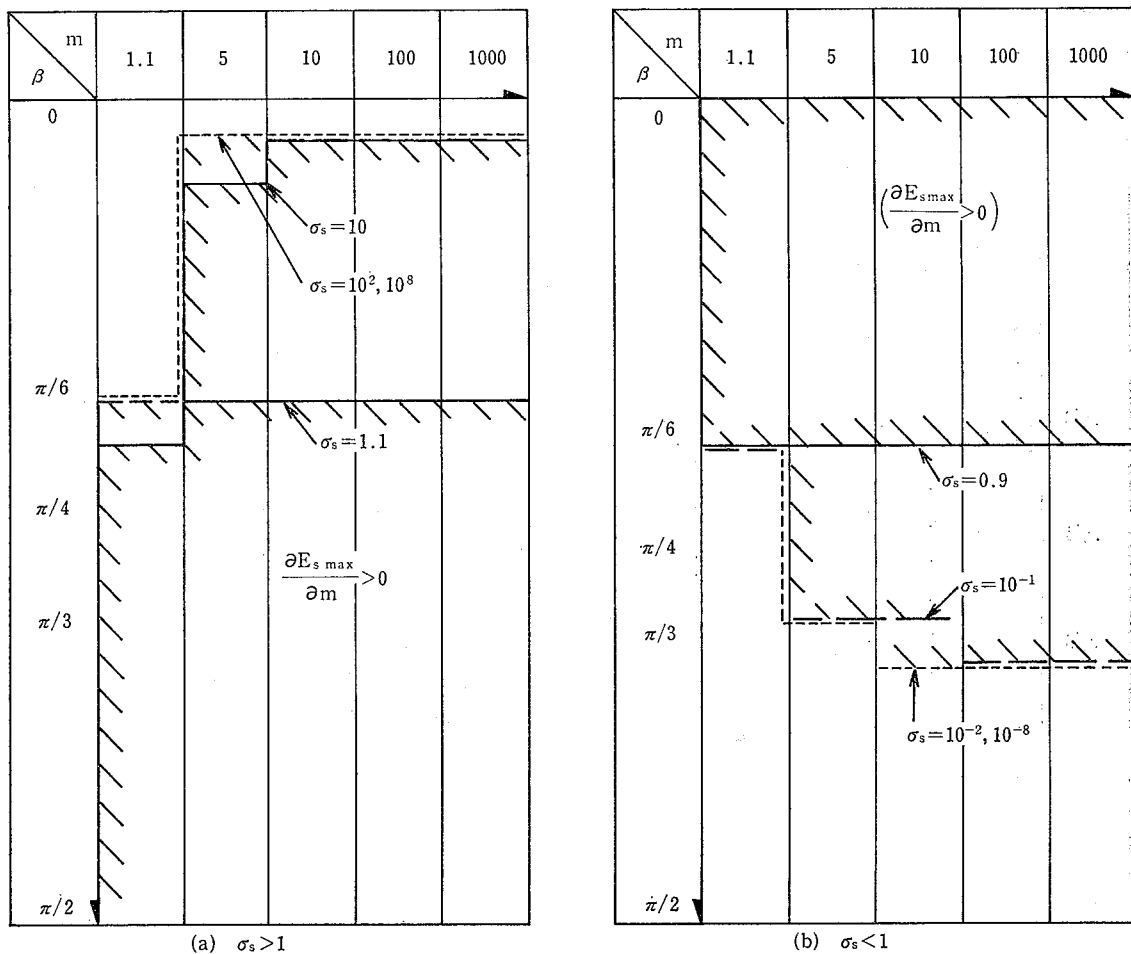 m
β
1.1 5 10 100 1000
0
σs=10
σs=10², 10⁸
π/6
σs=1.1
π/4
∂Es max/∂m>0
π/3
π/2
(a) σs>1
m
β
1.1 5 10 100 1000
0
(∂Esmax/∂m>0)
π/6
σs=0.9
π/4
σs=10⁻¹
π/3
σs=10⁻², 10⁻⁸
π/2
(b) σs<1